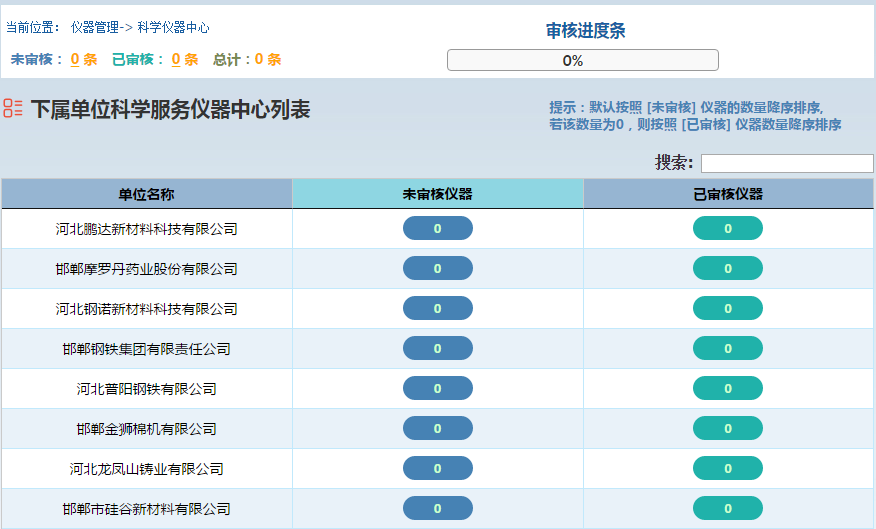 当前位置： 仪器管理-> 科学仪器中心
审核进度条
未审核： 0 条 已审核： 0 条 总计：0 条
0%
下属单位科学服务仪器中心列表
提示：默认按照 [未审核] 仪器的数量降序排序,
若该数量为0，则按照 [已审核] 仪器数量降序排序
搜索:
单位名称 未审核仪器 已审核仪器
河北鹏达新材料科技有限公司 0 0
邯郸摩罗丹药业股份有限公司 0 0
河北钢诺新材料科技有限公司 0 0
邯郸钢铁集团有限责任公司 0 0
河北普阳钢铁有限公司 0 0
邯郸金狮棉机有限公司 0 0
河北龙凤山铸业有限公司 0 0
邯郸市硅谷新材料有限公司 0 0